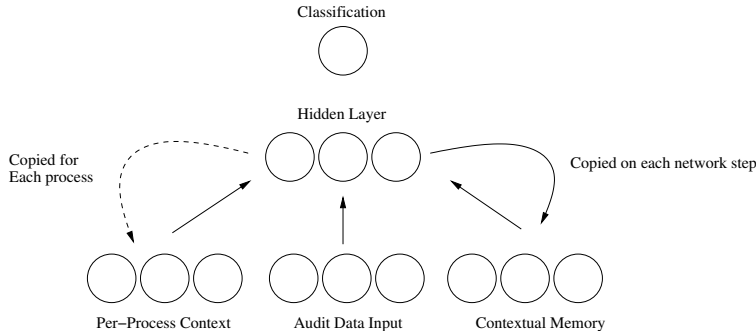 Classification
Hidden Layer
Copied for
Each process
Copied on each network step
Per−Process Context
Audit Data Input
Contextual Memory